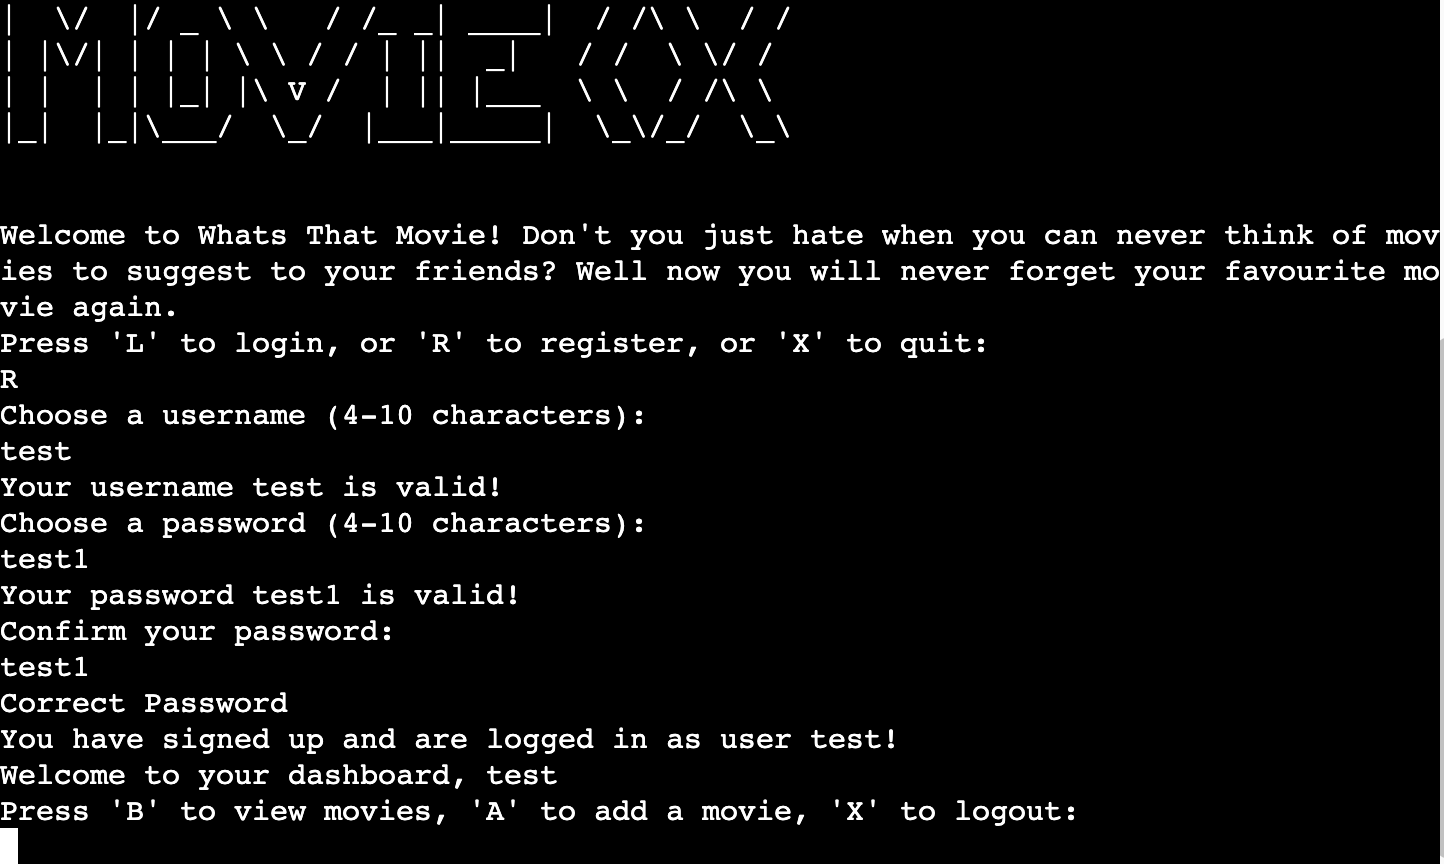 |  \/  |/ _ \ \   / /_ _| ____|  / /\ \  / /
| |\/| | | | \ \ / / | ||  _|   / /  \ \/ /
| |  | | |_| |\ V /  | || |___  \ \  / /\ \
|_|  |_|\___/  \_/  |___|_____|  \_\/_/  \_\
Welcome to Whats That Movie! Don't you just hate when you can never think of mov
ies to suggest to your friends? Well now you will never forget your favourite mo
vie again.
Press 'L' to login, or 'R' to register, or 'X' to quit:
R
Choose a username (4-10 characters):
test
Your username test is valid!
Choose a password (4-10 characters):
test1
Your password test1 is valid!
Confirm your password:
test1
Correct Password
You have signed up and are logged in as user test!
Welcome to your dashboard, test
Press 'B' to view movies, 'A' to add a movie, 'X' to logout: